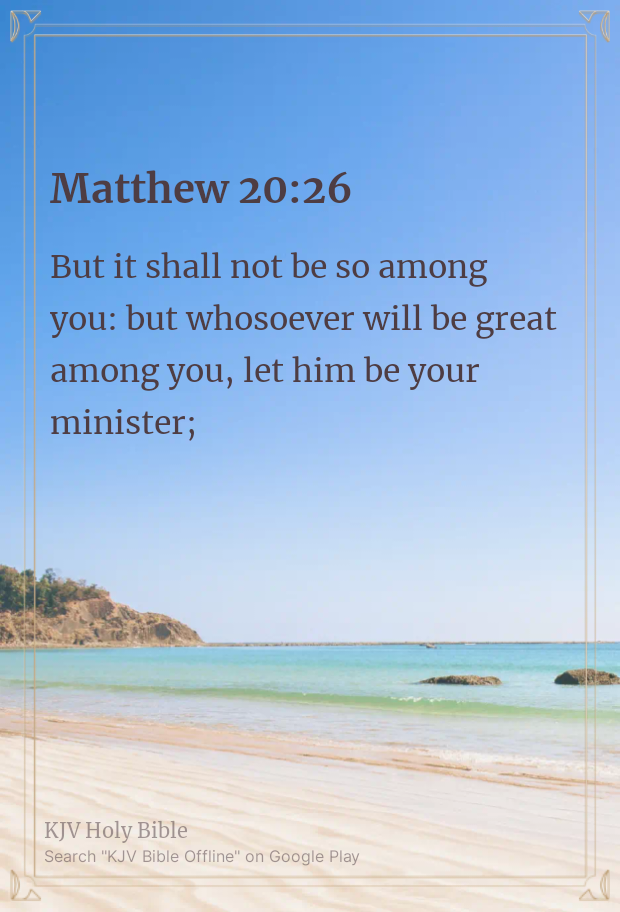 Matthew 20:26
But it shall not be so among
you: but whosoever will be great
among you, let him be your
minister;
KJV Holy Bible
Search "KJV Bible Offline" on Google Play